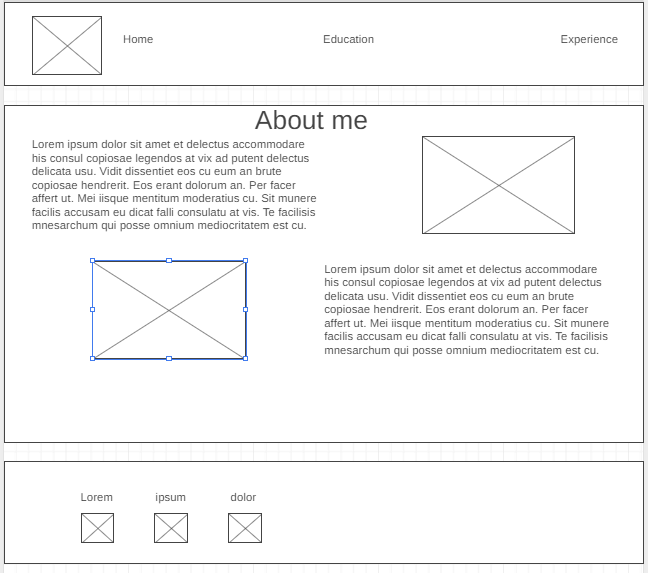 Home
Education
Experience
About me
Lorem ipsum dolor sit amet et delectus accommodare
his consul copiosae legendos at vix ad putent delectus
delicata usu. Vidit dissentiet eos cu eum an brute
copiosae hendrerit. Eos erant dolorum an. Per facer
affert ut. Mei iisque mentitum moderatius cu. Sit munere
facilis accusam eu dicat falli consulatu at vis. Te facilisis
mnesarchum qui posse omnium mediocritatem est cu.
Lorem ipsum dolor sit amet et delectus accommodare
his consul copiosae legendos at vix ad putent delectus
delicata usu. Vidit dissentiet eos cu eum an brute
copiosae hendrerit. Eos erant dolorum an. Per facer
affert ut. Mei iisque mentitum moderatius cu. Sit munere
facilis accusam eu dicat falli consulatu at vis. Te facilisis
mnesarchum qui posse omnium mediocritatem est cu.
Lorem
ipsum
dolor